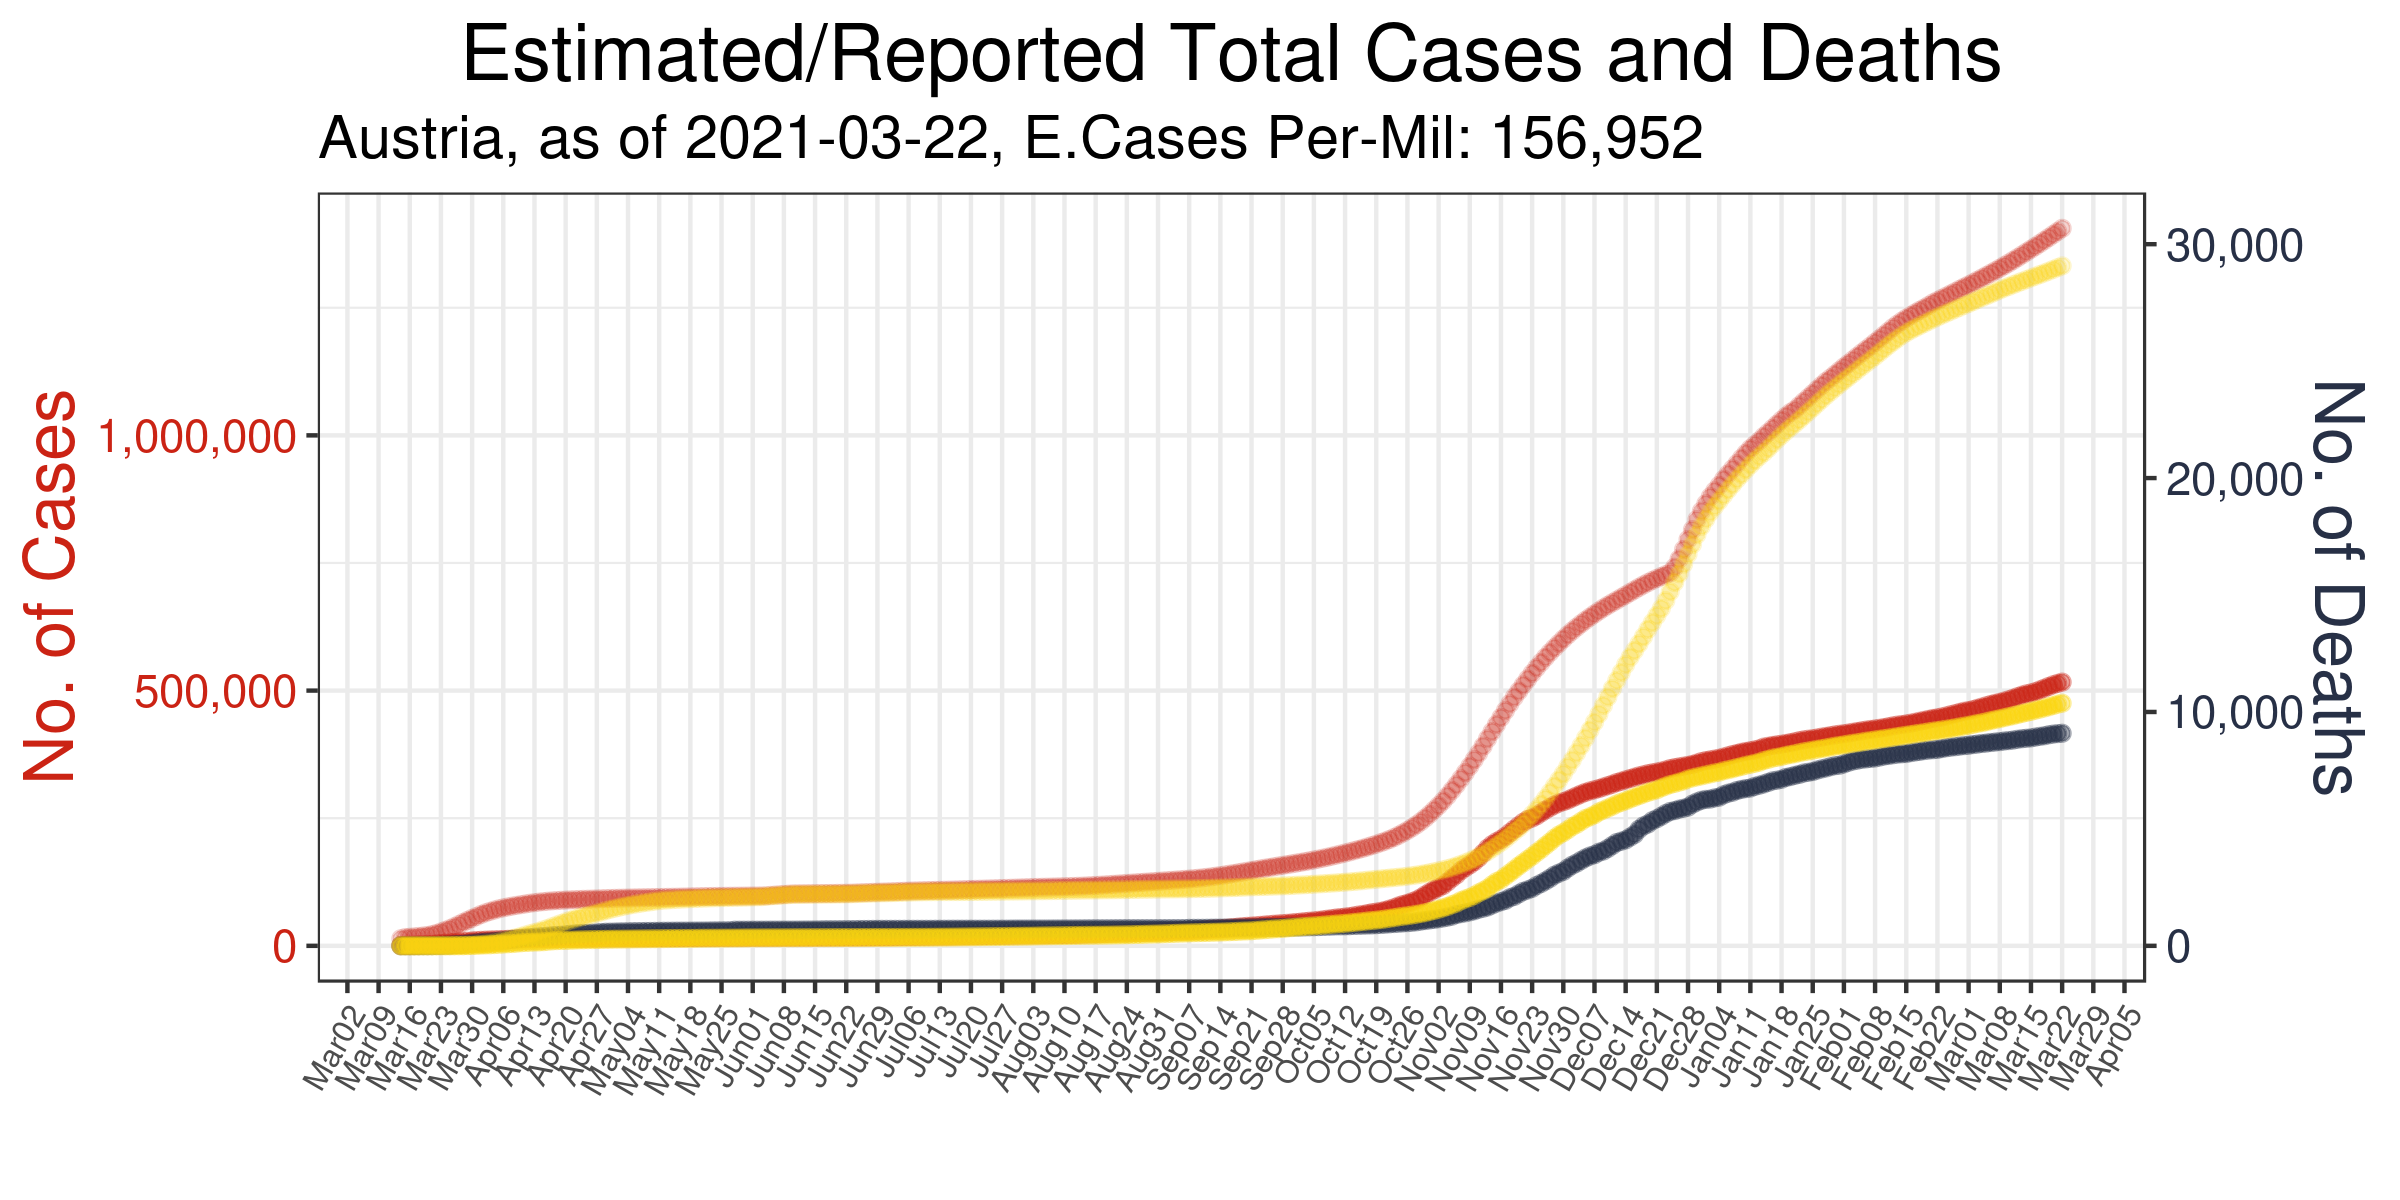 Estimated/Reported Total Cases and Deaths
Austria, as of 2021-03-22, E.Cases Per-Mil: 156,952
No. of Cases
1,000,000
500,000
0
30,000
20,000
10,000
0
No. of Deaths
Mar02
Mar09
Mar16
Mar23
Mar30
Apr06
Apr13
Apr20
Apr27
May04
May11
May18
May25
Jun01
Jun08
Jun15
Jun22
Jun29
Jul06
Jul13
Jul20
Jul27
Aug03
Aug10
Aug17
Aug24
Aug31
Sep07
Sep14
Sep21
Sep28
Oct05
Oct12
Oct19
Oct26
Nov02
Nov09
Nov16
Nov23
Nov30
Dec07
Dec14
Dec21
Dec28
Jan04
Jan11
Jan18
Jan25
Feb01
Feb08
Feb15
Feb22
Mar01
Mar08
Mar15
Mar22
Mar29
Apr05